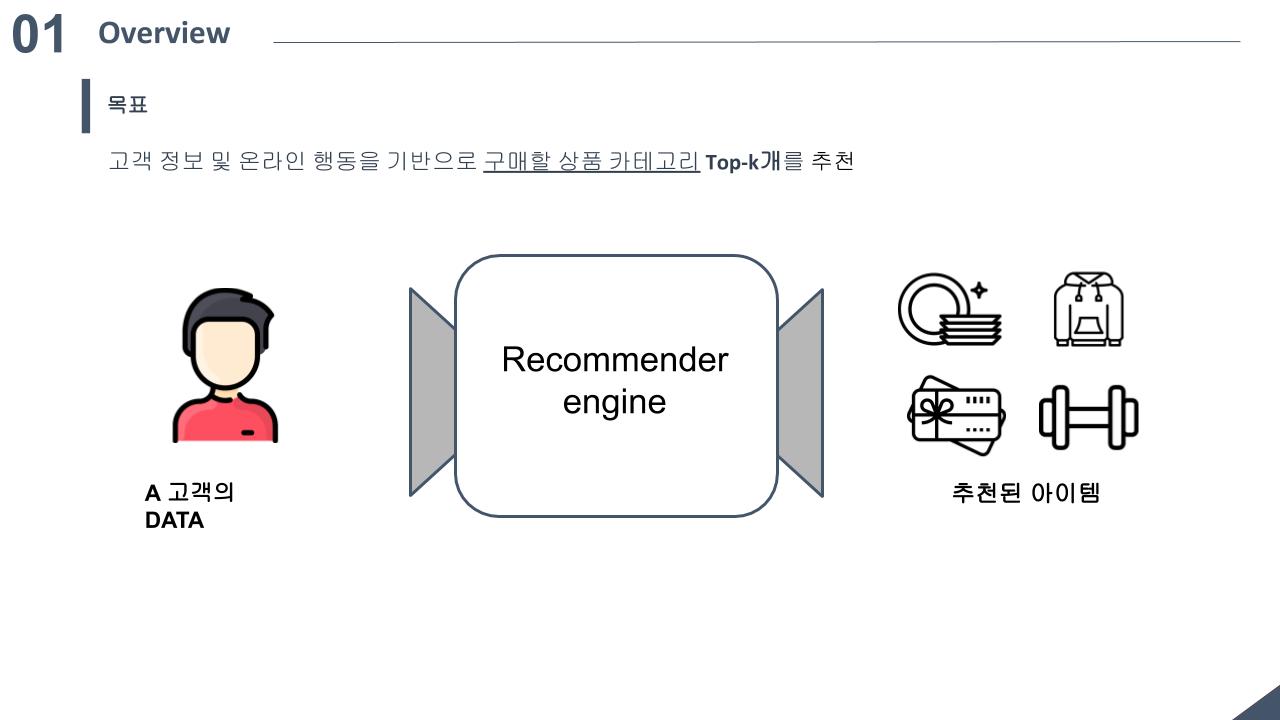 01 Overview
목표
고객 정보 및 온라인 행동을 기반으로 구매할 상품 카테고리 Top-k개를 추천
Recommender
engine
A 고객의
DATA
추천된 아이템